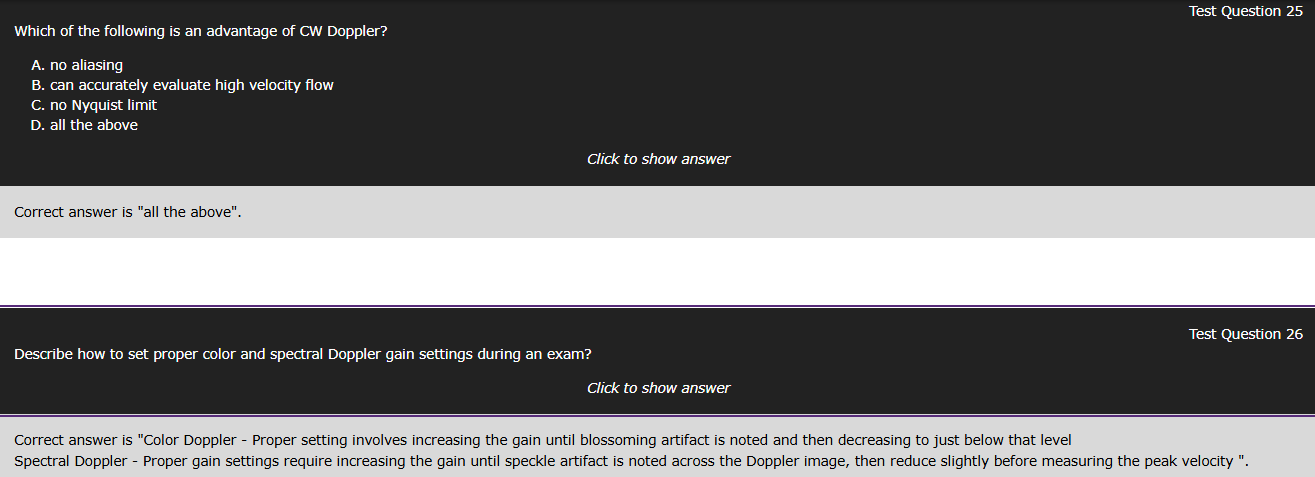 Test Question 25
Which of the following is an advantage of CW Doppler?
A. no aliasing
B. can accurately evaluate high velocity flow
C. no Nyquist limit
D. all the above
Click to show answer
Correct answer is "all the above".
Test Question 26
Describe how to set proper color and spectral Doppler gain settings during an exam?
Click to show answer
Correct answer is "Color Doppler - Proper setting involves increasing the gain until blossoming artifact is noted and then decreasing to just below that level
Spectral Doppler - Proper gain settings require increasing the gain until speckle artifact is noted across the Doppler image, then reduce slightly before measuring the peak velocity ".